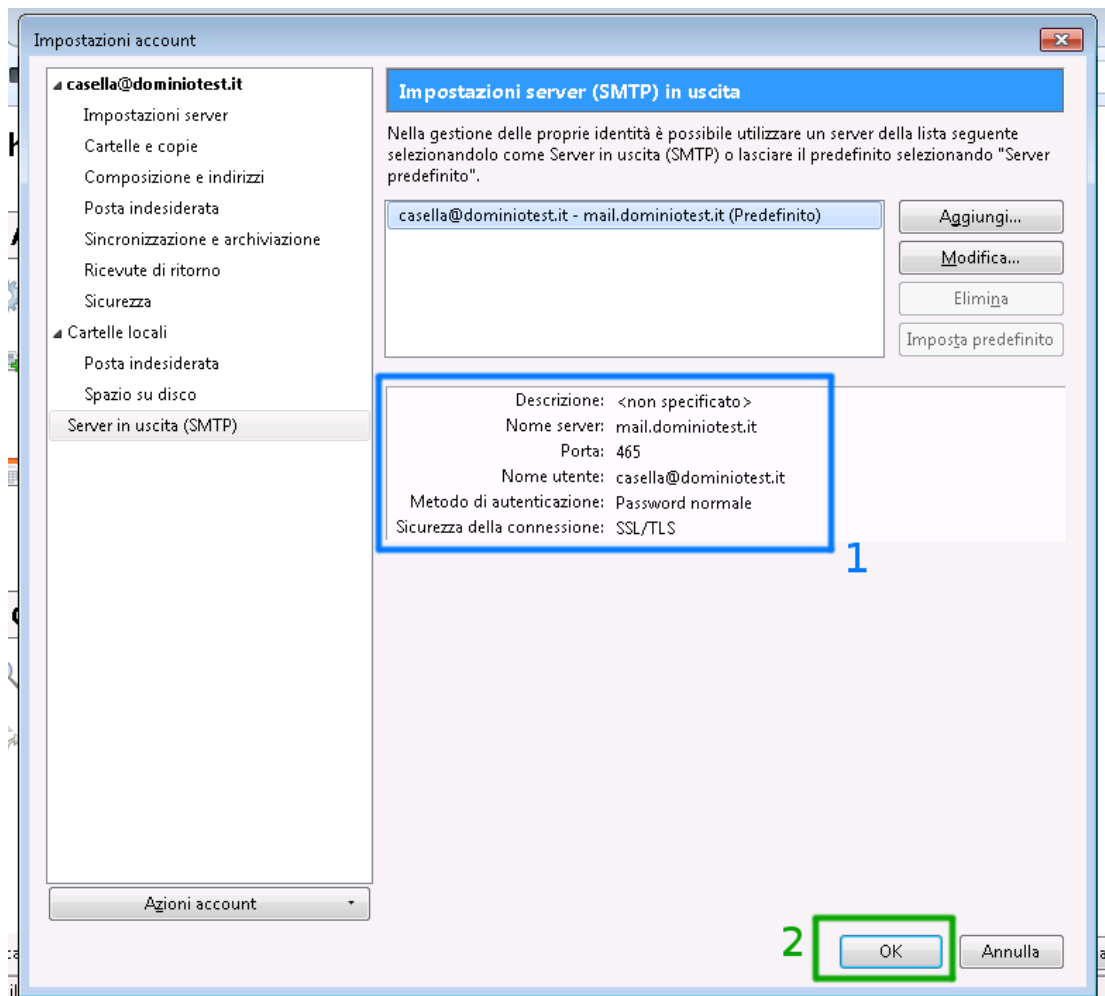 Impostazioni account
casella@dominiotest.it
Impostazioni server
Cartelle e copie
Composizione e indirizzi
Posta indesiderata
Sincronizzazione e archiviazione
Ricevute di ritorno
Sicurezza
Cartelle locali
Posta indesiderata
Spazio su disco
Server in uscita (SMTP)
Azioni account
Impostazioni server (SMTP) in uscita
Nella gestione delle proprie identità è possibile utilizzare un server della lista seguente
selezionandolo come Server in uscita (SMTP) o lasciare il predefinito selezionando "Server
predefinito".
casella@dominiotest.it - mail.dominiotest.it (Predefinito)
Aggiungi...
Modifica...
Elimina
Imposta predefinito
Descrizione: <non specificato>
Nome server: mail.dominiotest.it
Porta: 465
Nome utente: casella@dominiotest.it
Metodo di autenticazione: Password normale
Sicurezza della connessione: SSL/TLS
1
2
OK
Annulla